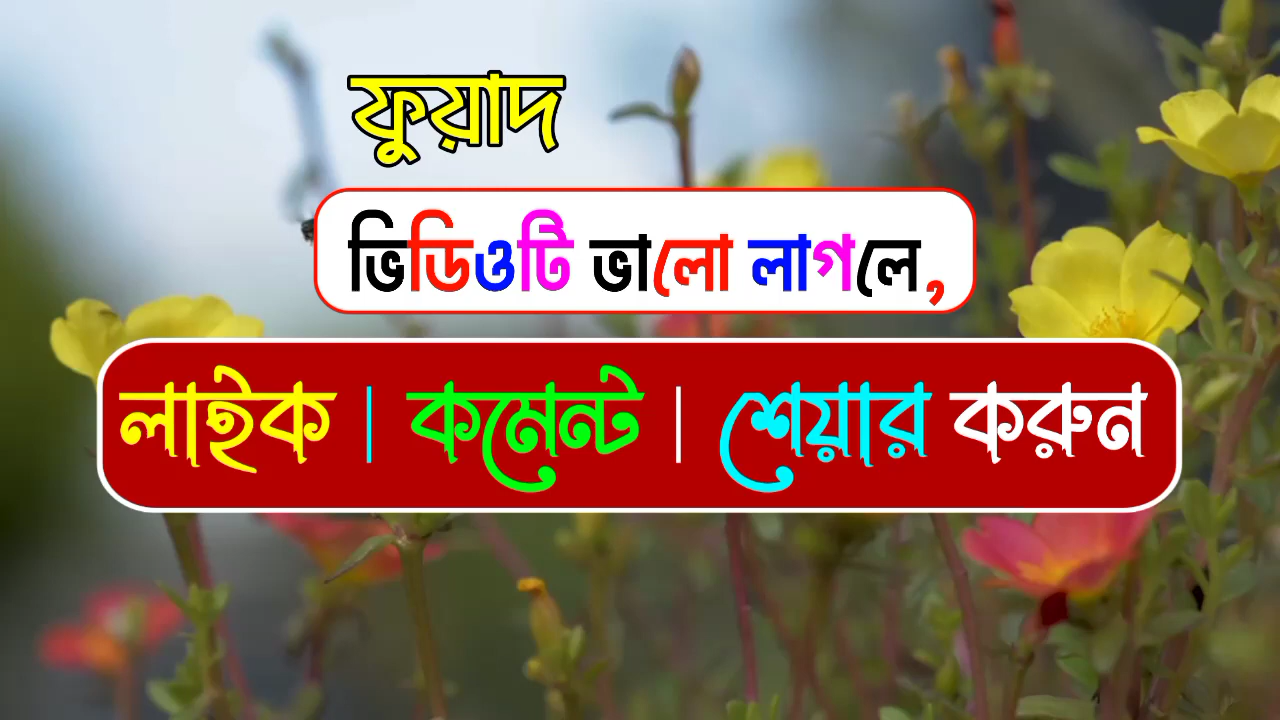 ফুয়াদ
ভিডিওটি ভালো লাগলে,
লাইক | কমেন্ট | শেয়ার করুন